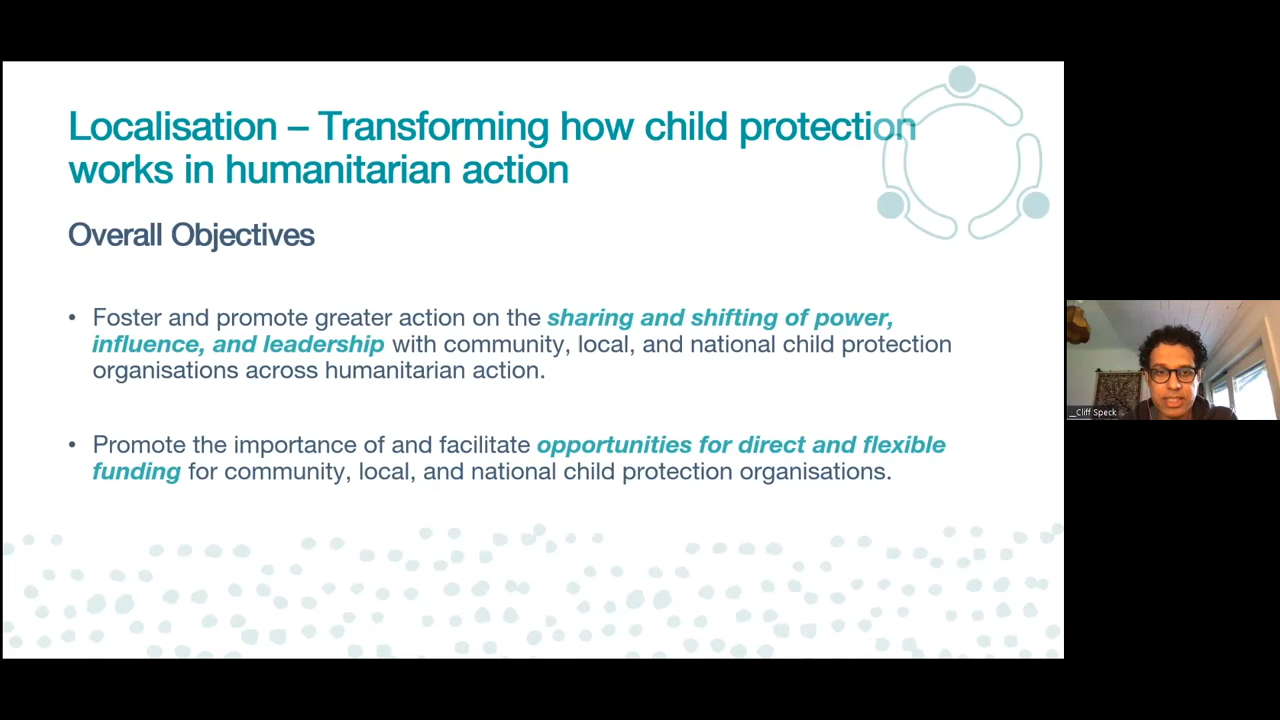 Localisation – Transforming how child protection
works in humanitarian action
Overall Objectives
• Foster and promote greater action on the sharing and shifting of power,
influence, and leadership with community, local, and national child protection
organisations across humanitarian action.
• Promote the importance of and facilitate opportunities for direct and flexible
funding for community, local, and national child protection organisations.
__Cliff Speck ...